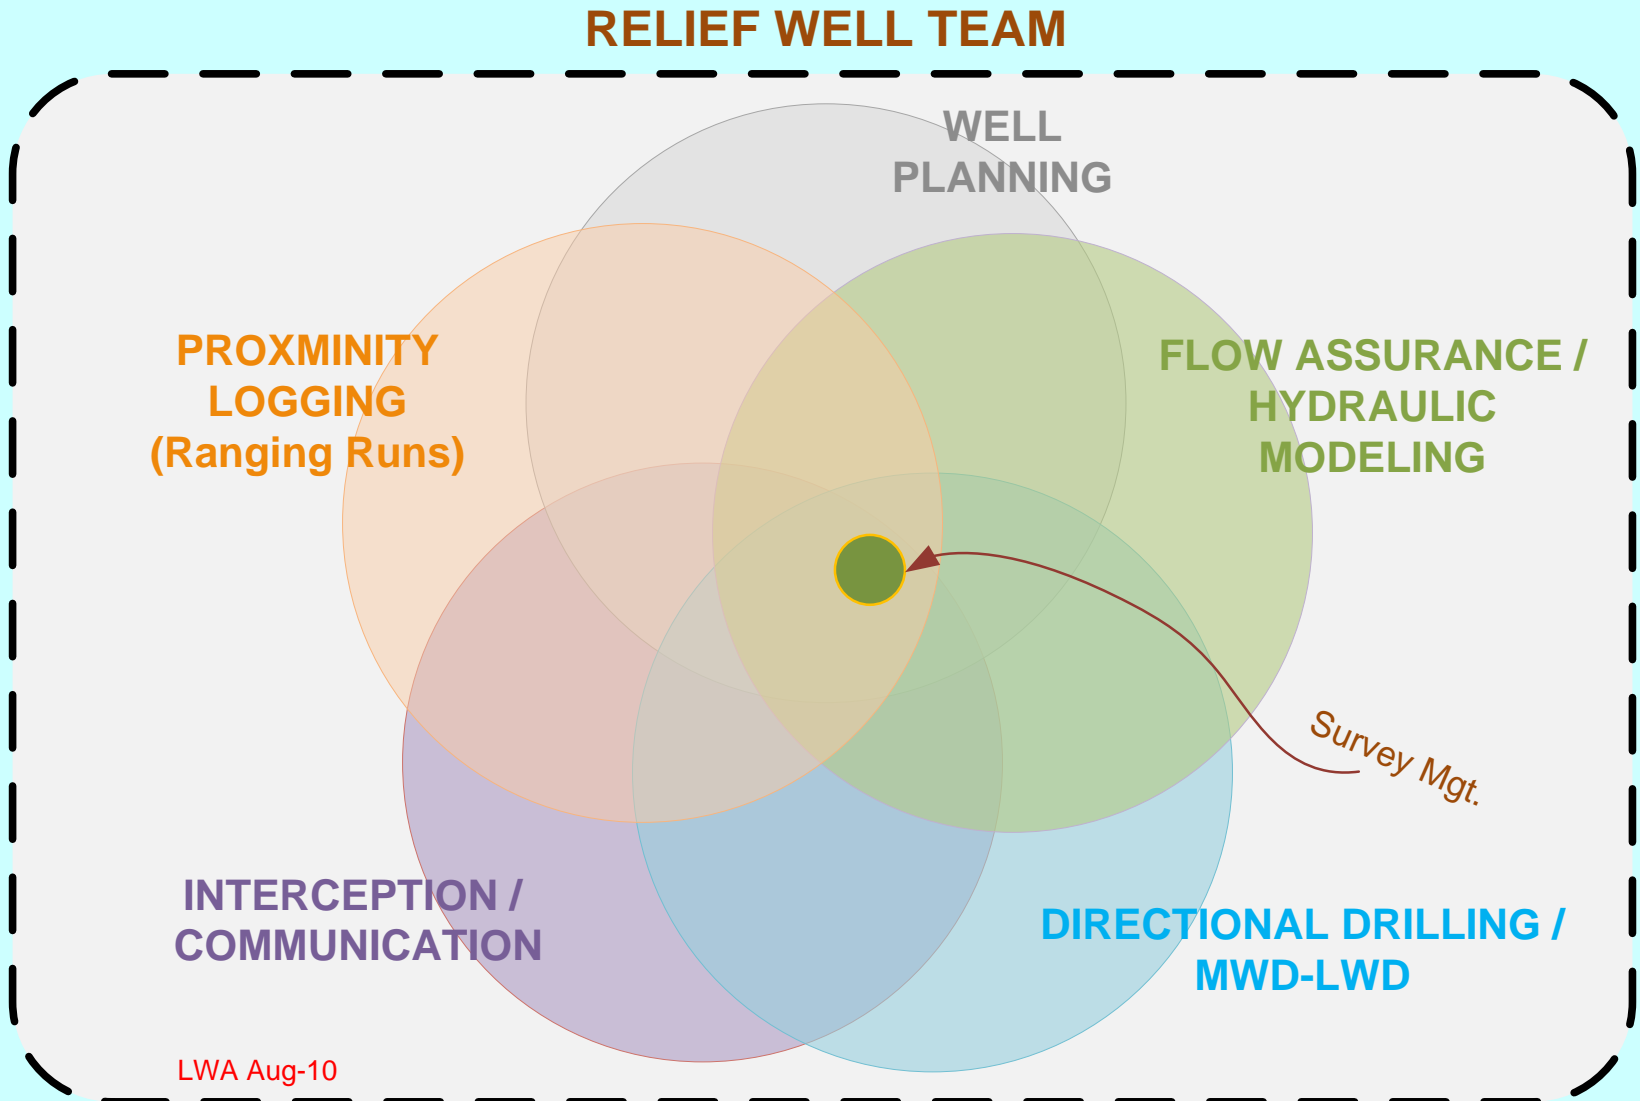 RELIEF WELL TEAM
WELL
PLANNING
PROXMINITY
LOGGING
(Ranging Runs)
FLOW ASSURANCE /
HYDRAULIC
MODELING
Survey Mgt.
INTERCEPTION /
COMMUNICATION
DIRECTIONAL DRILLING /
MWD-LWD
LWA Aug-10